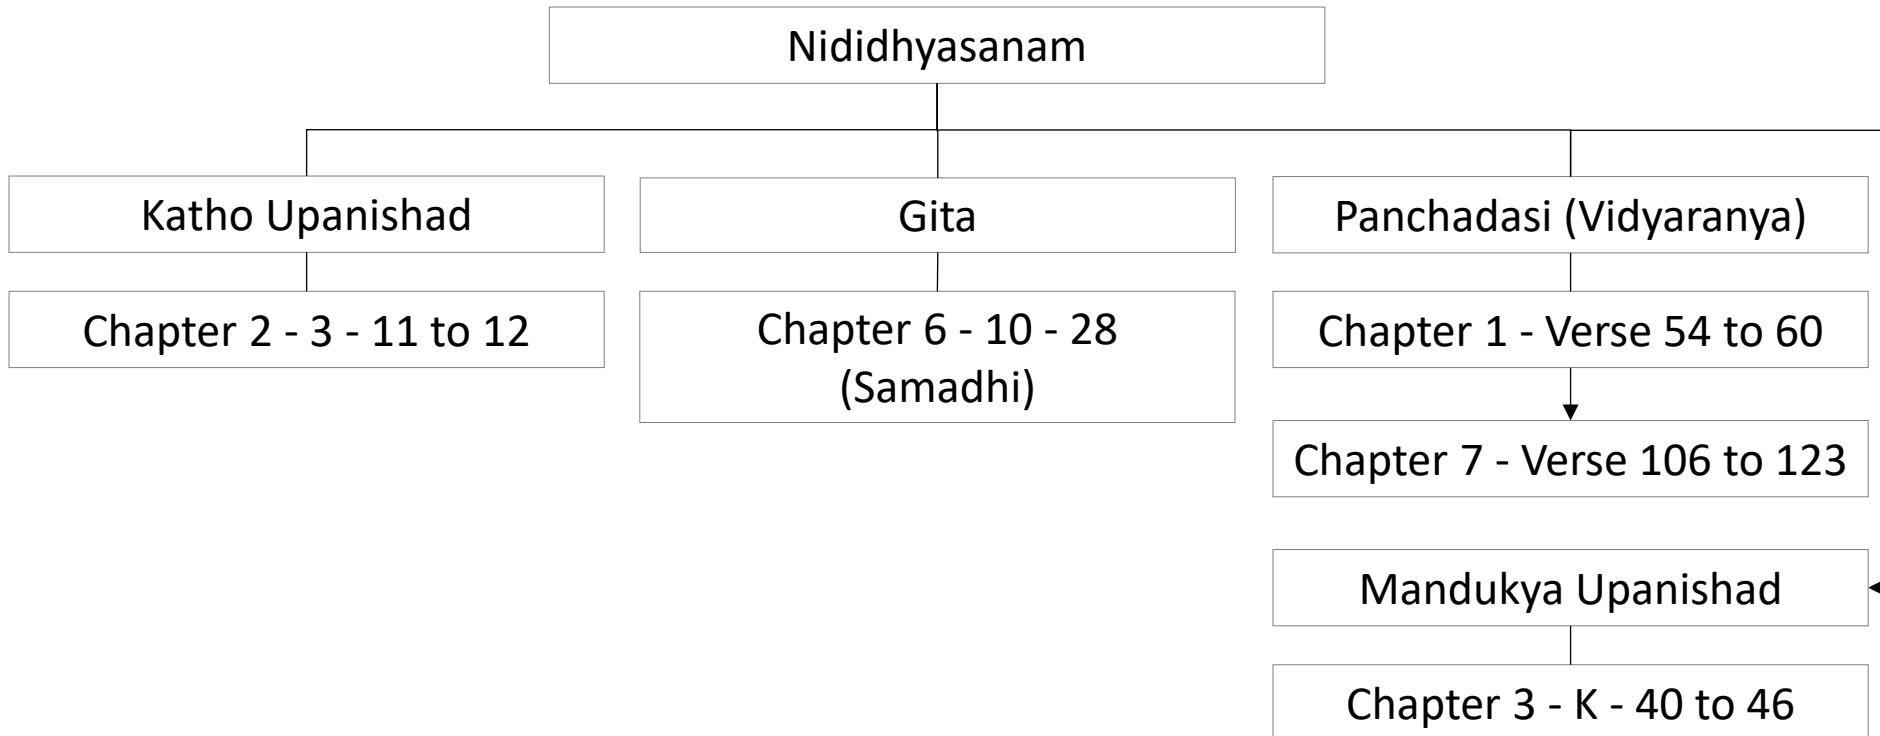 Nididhyasanam
Katho Upanishad
Chapter 2 - 3 - 11 to 12
Gita
Chapter 6 - 10 - 28
(Samadhi)
Panchadasi (Vidyaranya)
Chapter 1 - Verse 54 to 60
Chapter 7 - Verse 106 to 123
Mandukya Upanishad
Chapter 3 - K - 40 to 46